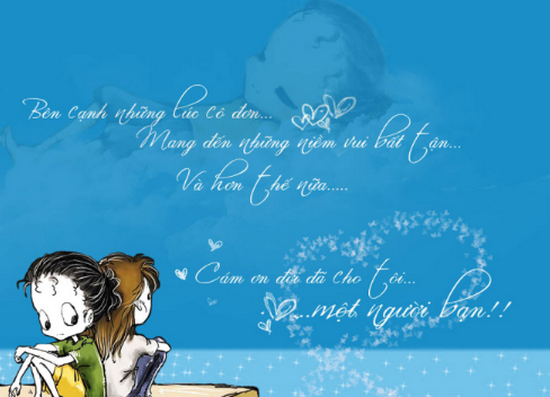 Bên cạnh những lúc cô đơn...
Mang đến những niềm vui bất tận...
Và hơn thế nữa.....
Cám ơn đời đã cho tôi...
...một người bạn!!